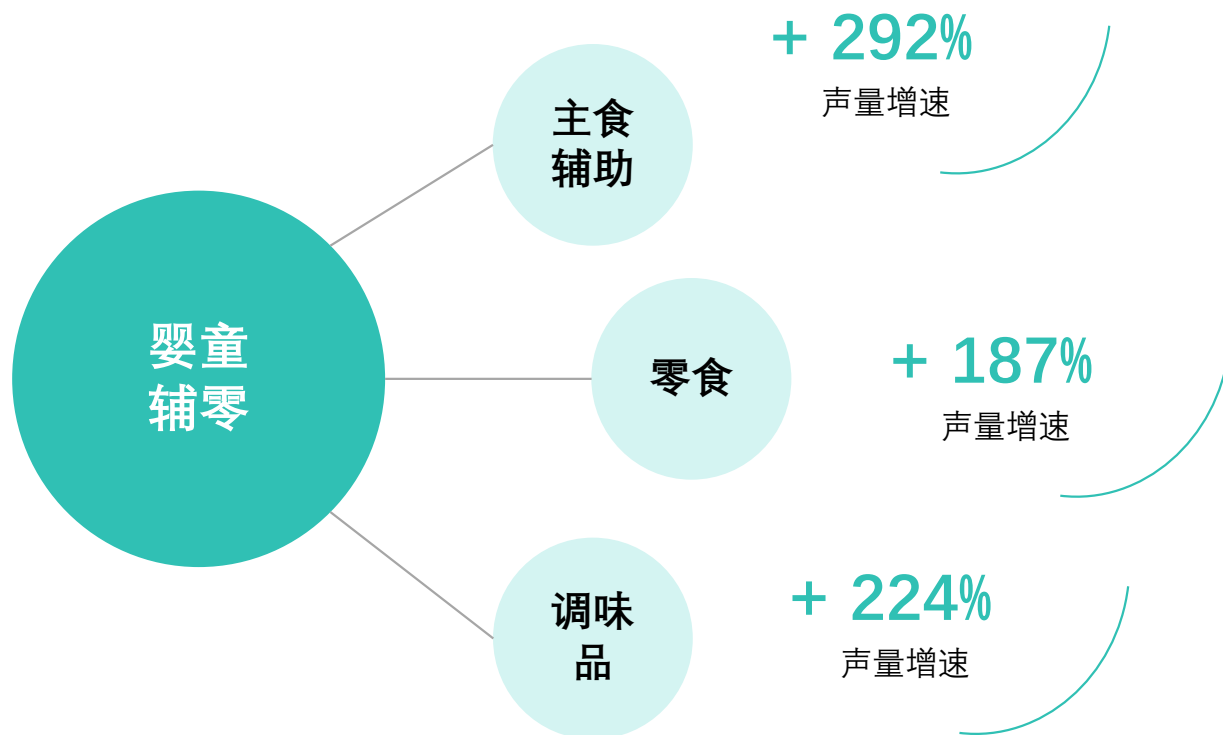 婴童
辅零
主食
辅助
+ 292%
声量增速
零食
+ 187%
声量增速
调味
品
+ 224%
声量增速